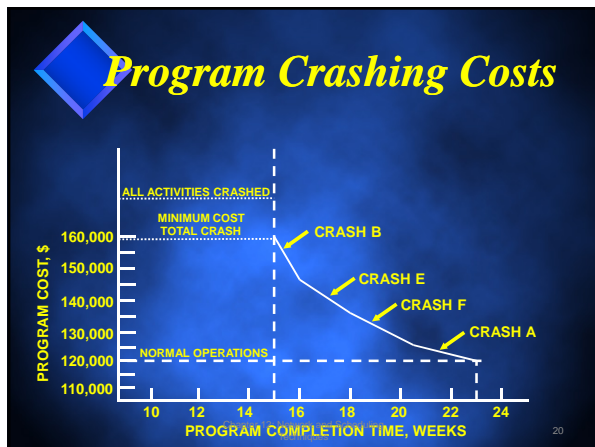 Program Crashing Costs
ALL ACTIVITIES CRASHED
MINIMUM COST
TOTAL CRASH
160,000
150,000
140,000
130,000
120,000
110,000
PROGRAM COST, $
CRASH B
CRASH E
CRASH F
CRASH A
NORMAL OPERATIONS
10 12 14 16 18 20 22 24
PROGRAM COMPLETION TIME, WEEKS
Techniques
20